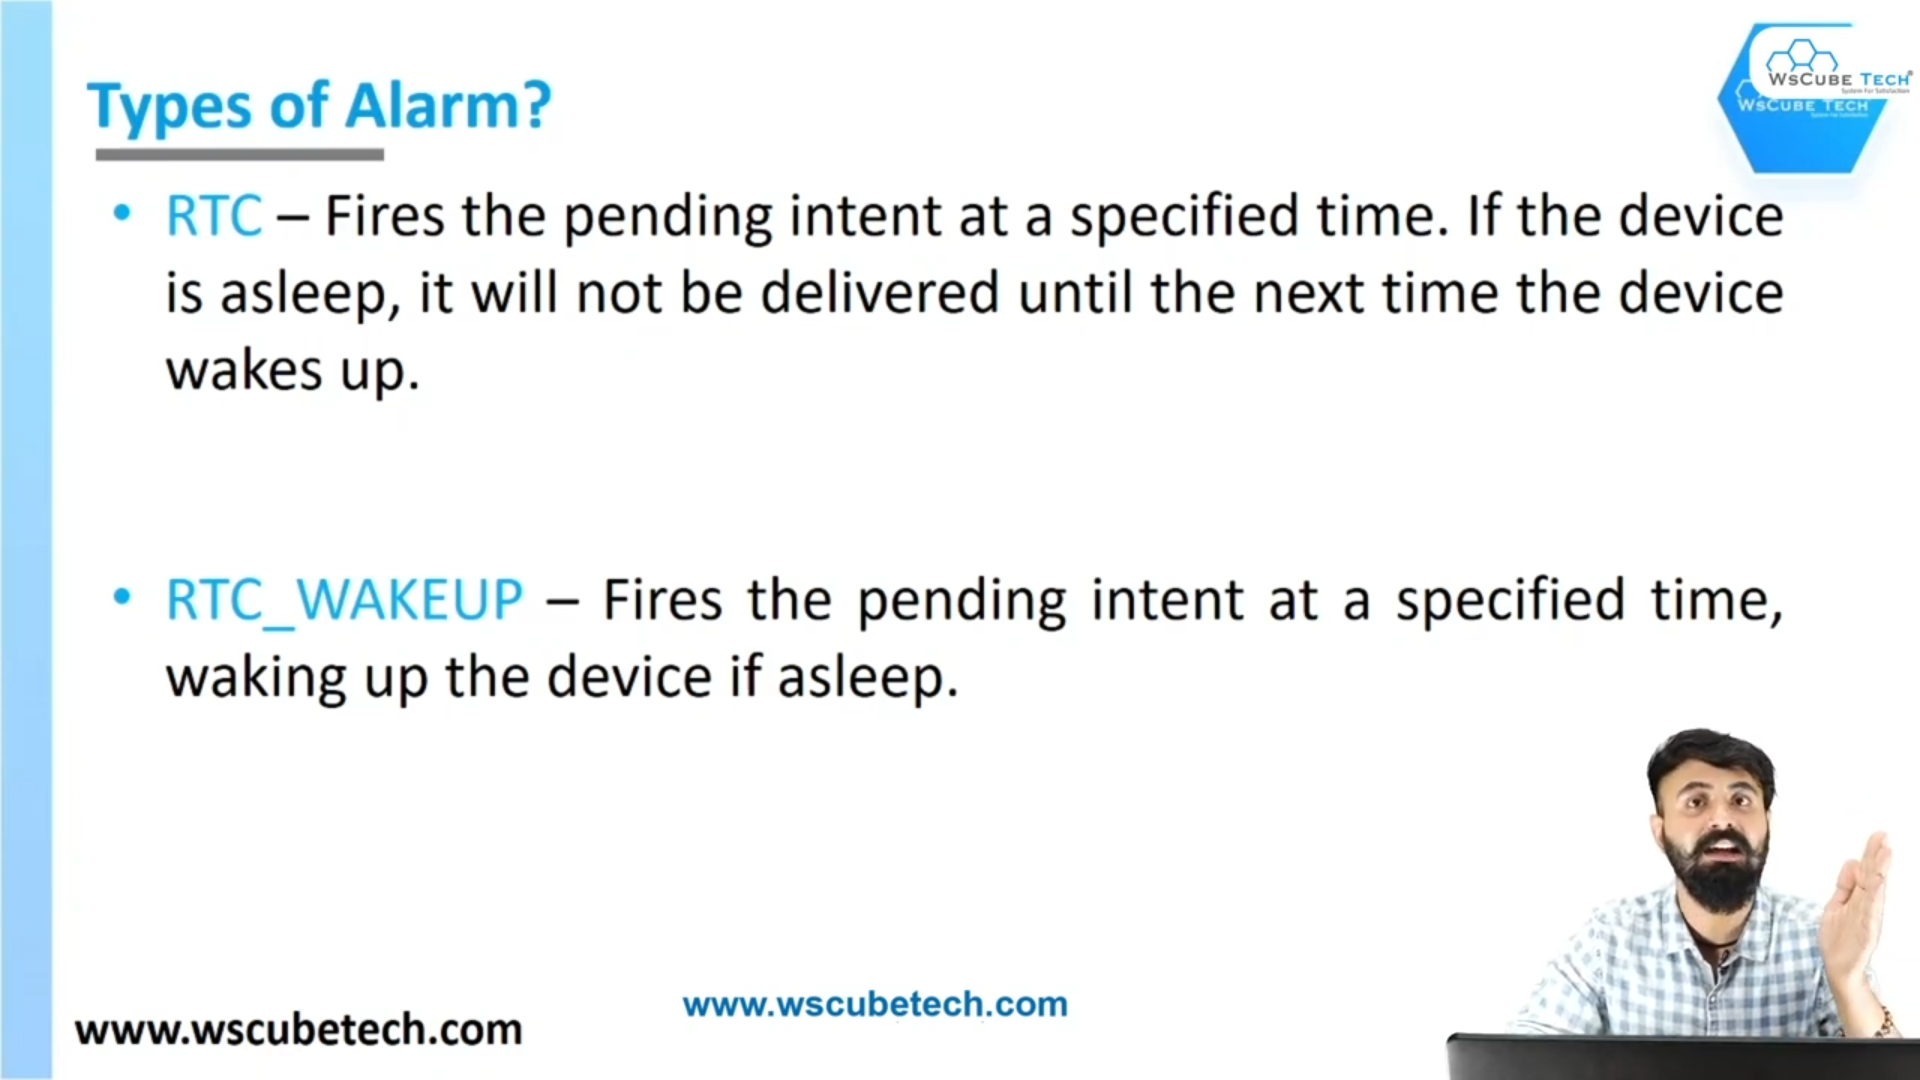 Types of Alarm?
WSCUBE TECH
WSCUBE TECH
• RTC – Fires the pending intent at a specified time. If the device
is asleep, it will not be delivered until the next time the device
wakes up.
• RTC_WAKEUP – Fires the pending intent at a specified time,
waking up the device if asleep.
www.wscubetech.com
www.wscubetech.com